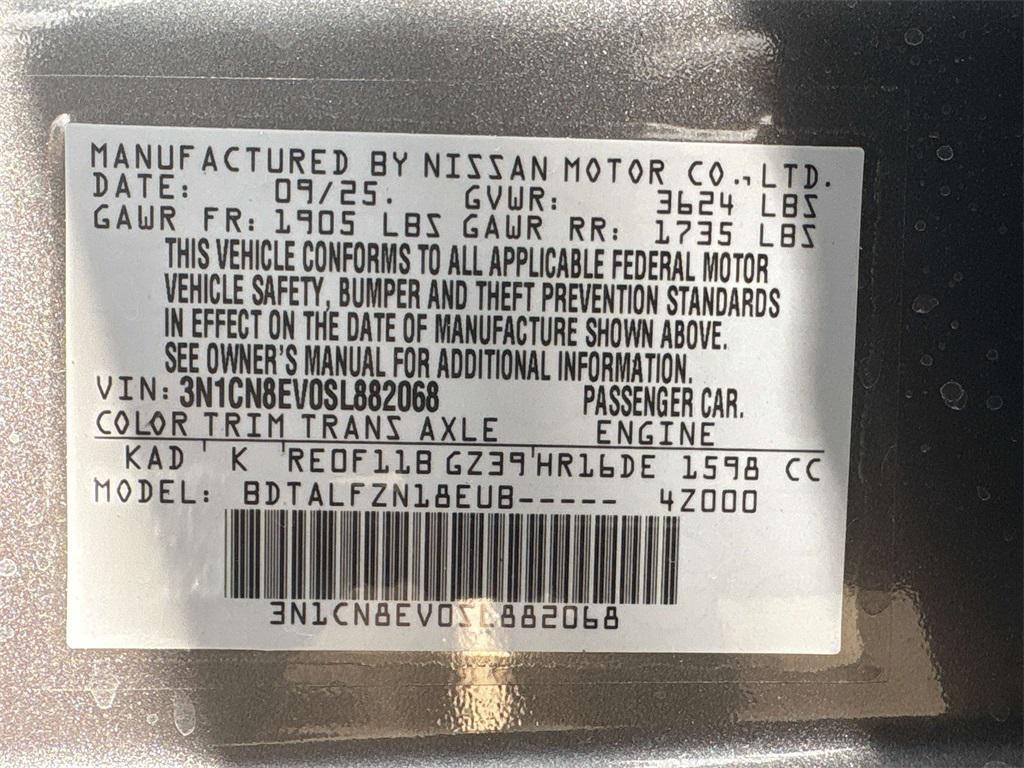 MANUFACTURED BY NISSAN MOTOR CO., LTD.
DATE: 09/25. GVWR: 3624 LBS
GAWR FR: 1905 LBS GAWR RR: 1735 LBS
THIS VEHICLE CONFORMS TO ALL APPLICABLE FEDERAL MOTOR
VEHICLE SAFETY, BUMPER AND THEFT PREVENTION STANDARDS
IN EFFECT ON THE DATE OF MANUFACTURE SHOWN ABOVE.
SEE OWNER'S MANUAL FOR ADDITIONAL INFORMATION.
VIN: 3N1CN8EV0SL882068 PASSENGER CAR.
COLOR TRIM TRANS AXLE ENGINE
KAD K RE0F11B GZ39 HR16DE 1598 CC
MODEL: BDTALFZN18EUB----- 4Z000
3N1CN8EV0SL882068